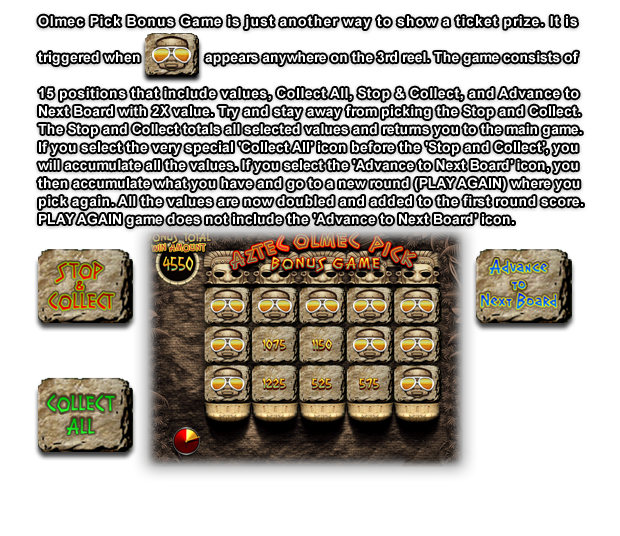 Olmec Pick Bonus Game is just another way to show a ticket prize. It is
triggered when appears anywhere on the 3rd reel. The game consists of
15 positions that include values, Collect All, Stop & Collect, and Advance to
Next Board with 2X value. Try and stay away from picking the Stop and Collect.
The Stop and Collect totals all selected values and returns you to the main game.
If you select the very special 'Collect All' icon before the 'Stop and Collect', you
will accumulate all the values. If you select the 'Advance to Next Board' icon, you
then accumulate what you have and go to a new round (PLAY AGAIN) where you
pick again. All the values are now doubled and added to the first round score.
PLAY AGAIN game does not include the 'Advance to Next Board' icon.
BONUS TOTAL
WIN AMOUNT
4550
AZTEC OLMEC PICK
BONUS GAME
STOP
&
COLLECT
Advance
to
Next Board
1075 1150
1225 525 575
COLLECT
ALL